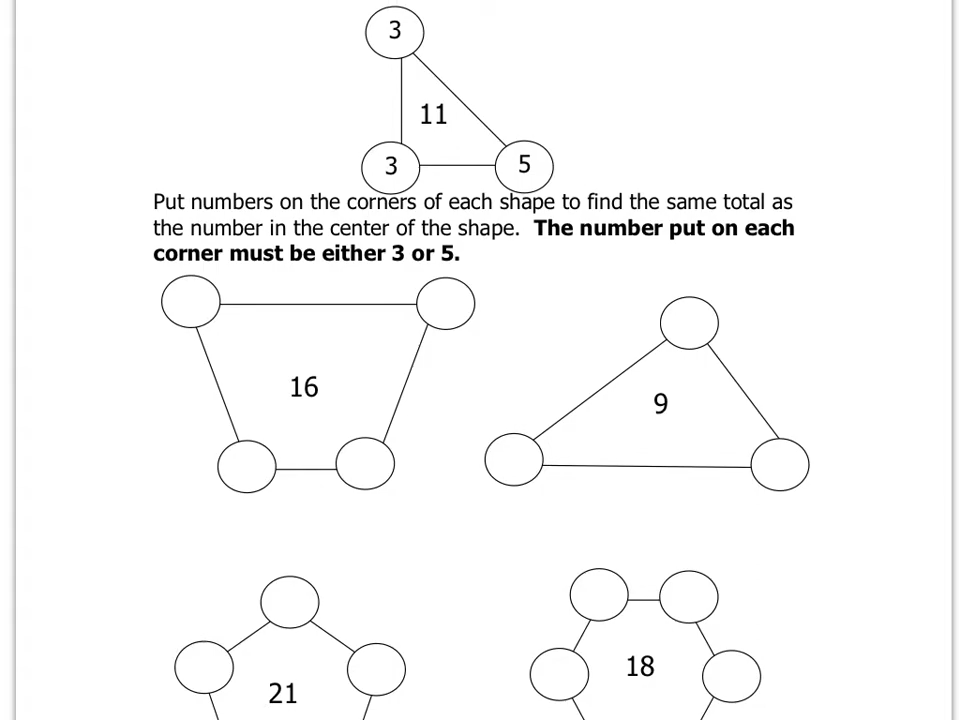 3
11
3
5
Put numbers on the corners of each shape to find the same total as
the number in the center of the shape. The number put on each
corner must be either 3 or 5.
16
9
21
18